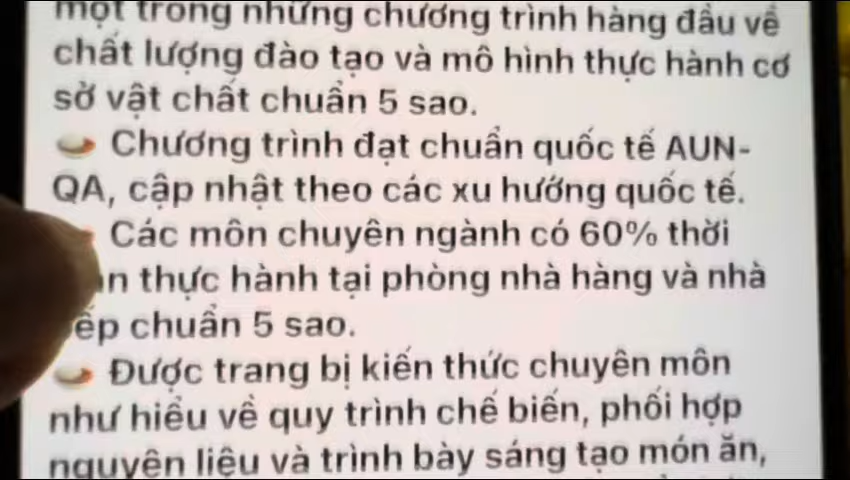 một trong những chương trình hàng đầu về
chất lượng đào tạo và mô hình thực hành cơ
sở vật chất chuẩn 5 sao.
Chương trình đạt chuẩn quốc tế AUN-
QA, cập nhật theo các xu hướng quốc tế.
Các môn chuyên ngành có 60% thời
thực hành tại phòng nhà hàng và nhà
chuẩn 5 sao.
Được trang bị kiến thức chuyên môn
như hiểu về quy trình chế biến, phối hợp
nguyên liệu và trình bày sáng tạo món ăn,